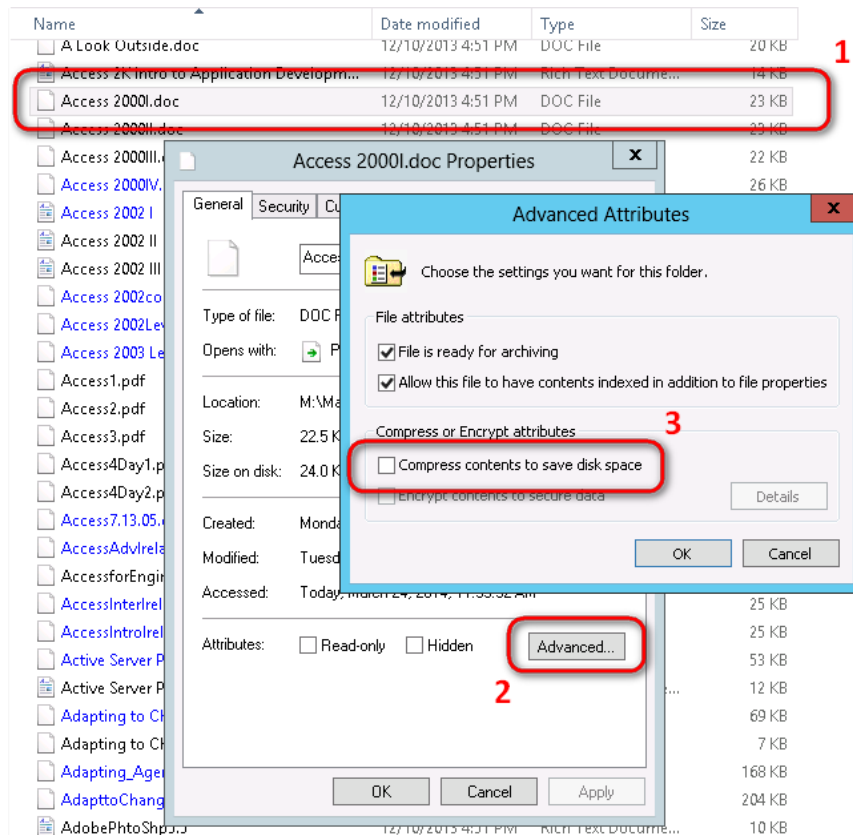 Name Date modified Type Size
A Look Outside.doc 12/10/2013 4:51 PM DOC File 20 KB
1
Access 2K Intro to Application Developm... 12/10/2013 4:51 PM Rich Text Docume... 14 KB
Access 2000I.doc 12/10/2013 4:51 PM DOC File 23 KB
Access 2000II.doc 12/10/2013 4:51 PM DOC File 23 KB
Access 2000III. 22 KB
Access 2000IV. 26 KB
Access 2002 I
Access 2002 II
Access 2002 III
Access 2002co
Access 2002Lev
Access 2003 Le
Access1.pdf
Access2.pdf
Access3.pdf
Access4Day1.p
Access4Day2.p
Access7.13.05.
AccessAdvIrela
AccessforEngin
AccessInterIrel 25 KB
AccessIntroIrel 25 KB
Active Server P 53 KB
Active Server P ... 12 KB
Adapting to Ch 69 KB
Adapting to Ch 7 KB
Adapting_Age 168 KB
AdapttoChang 204 KB
AdobePhtoShp5.5 12/10/2013 4:51 PM Rich Text Docume... 10 KB
Access 2000I.doc Properties x
General Security Cu
Acce
Type of file: DOC F
Opens with: P
Location: M:\Ma
Size: 22.5 K
Size on disk: 24.0 K
Created: Monda
Modified: Tuesd
Accessed: Today, March 24, 2014, 11:53:52 AM
Attributes: Read-only Hidden Advanced...
2
OK Cancel Apply
Advanced Attributes x
Choose the settings you want for this folder.
File attributes
File is ready for archiving
Allow this file to have contents indexed in addition to file properties
Compress or Encrypt attributes
3
Compress contents to save disk space
Encrypt contents to secure data Details
OK Cancel